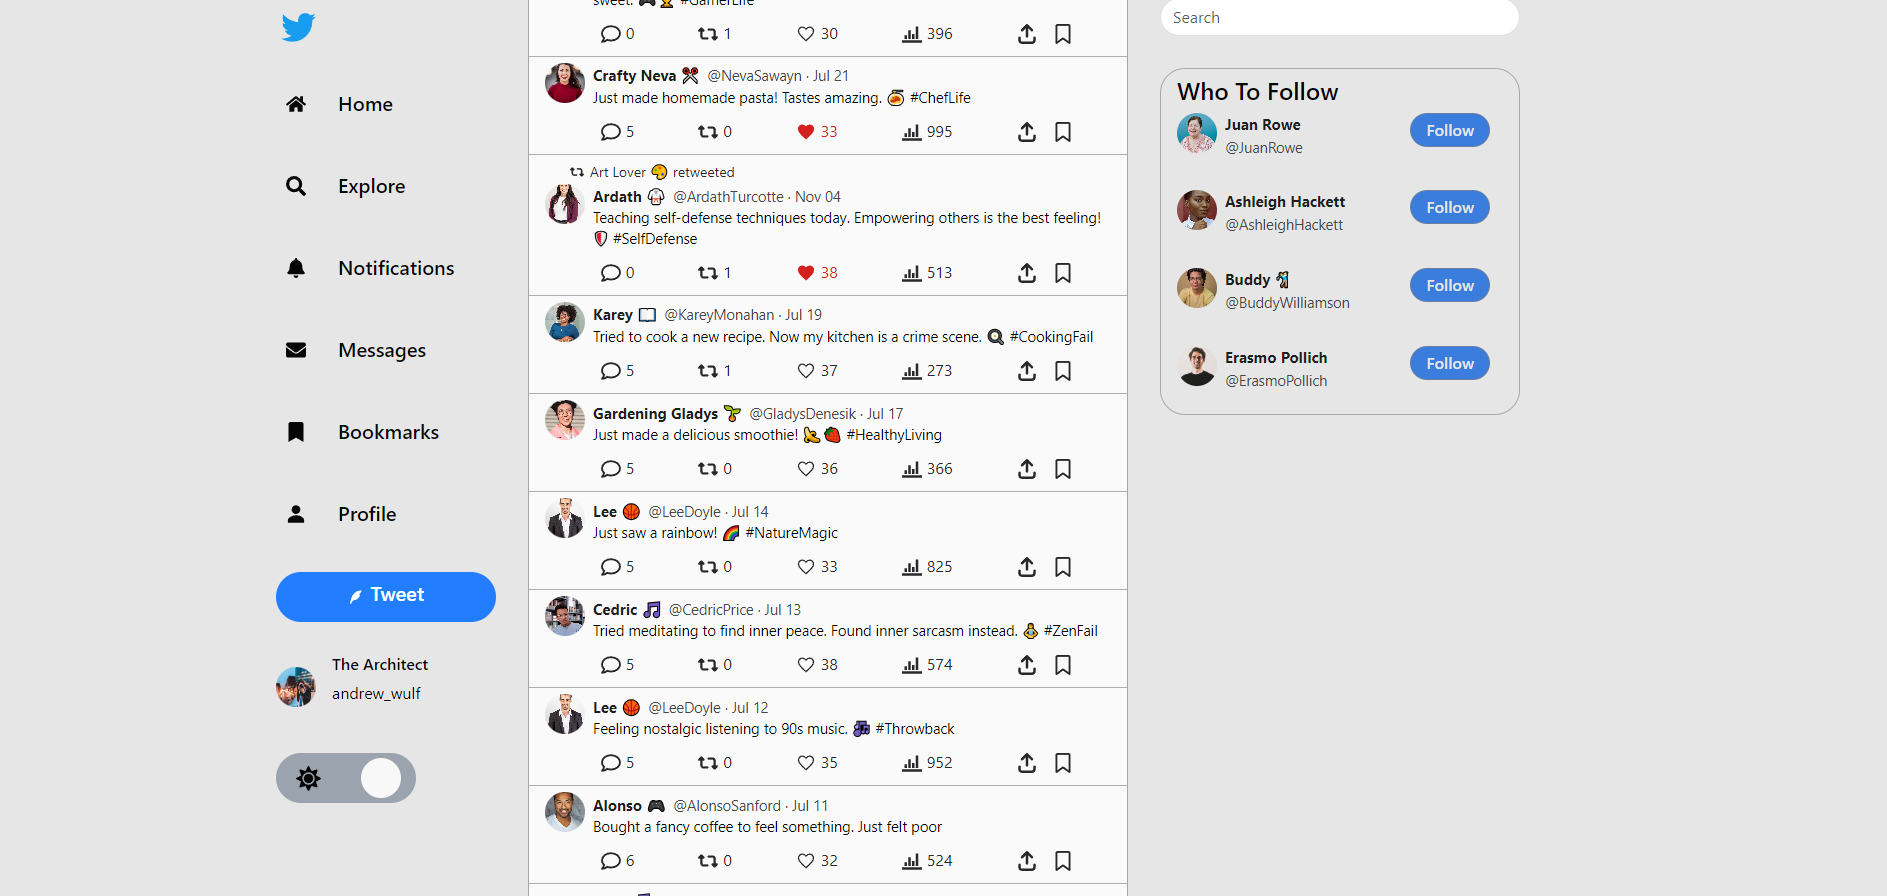 Home
Explore
Notifications
Messages
Bookmarks
Profile
Tweet
The Architect
andrew_wulf
sweet. 🎮 🏆 #GamerLife
0 1 30 396
Crafty Neva ✂️ @NevaSawayn · Jul 21
Just made homemade pasta! Tastes amazing. 🍝 #ChefLife
5 0 33 995
Art Lover 🎨 retweeted
Ardath 🥋 @ArdathTurcotte · Nov 04
Teaching self-defense techniques today. Empowering others is the best feeling!
🛡️ #SelfDefense
0 1 38 513
Karey 📖 @KareyMonahan · Jul 19
Tried to cook a new recipe. Now my kitchen is a crime scene. 🍳 #CookingFail
5 1 37 273
Gardening Gladys 🌱 @GladysDenesik · Jul 17
Just made a delicious smoothie! 🍌🍓 #HealthyLiving
5 0 36 366
Lee 🏀 @LeeDoyle · Jul 14
Just saw a rainbow! 🌈 #NatureMagic
5 0 33 825
Cedric 🎵 @CedricPrice · Jul 13
Tried meditating to find inner peace. Found inner sarcasm instead. 🧘 #ZenFail
5 0 38 574
Lee 🏀 @LeeDoyle · Jul 12
Feeling nostalgic listening to 90s music. 🎶 #Throwback
5 0 35 952
Alonso 🎮 @AlonsoSanford · Jul 11
Bought a fancy coffee to feel something. Just felt poor
6 0 32 524
Search
Who To Follow
Juan Rowe
@JuanRowe
Follow
Ashleigh Hackett
@AshleighHackett
Follow
Buddy
@BuddyWilliamson
Follow
Erasmo Pollich
@ErasmoPollich
Follow